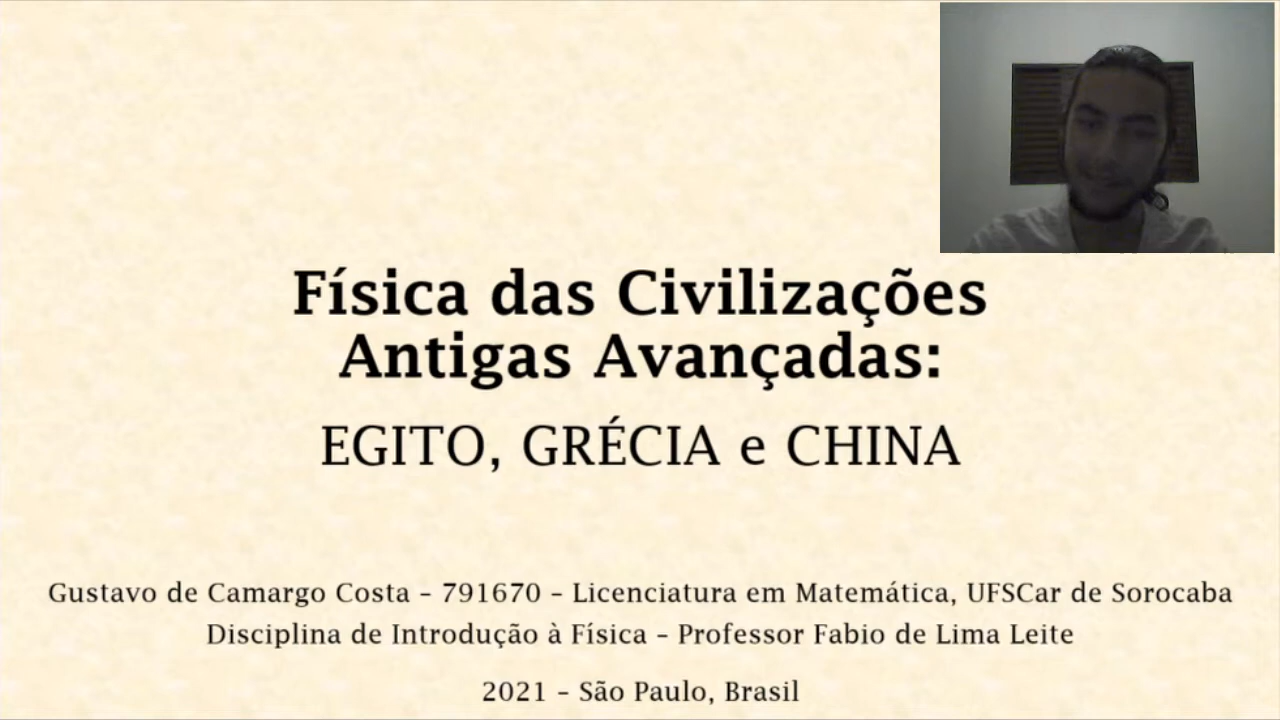 Física das Civilizações
Antigas Avançadas:
EGITO, GRÉCIA e CHINA
Gustavo de Camargo Costa – 791670 – Licenciatura em Matemática, UFSCar de Sorocaba
Disciplina de Introdução à Física – Professor Fabio de Lima Leite
2021 – São Paulo, Brasil